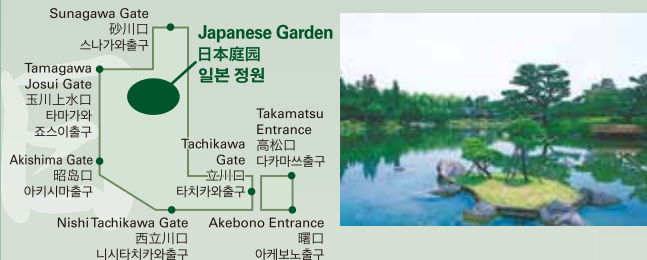 Sunagawa Gate
砂川口
스나가와출구
Japanese Garden
日本庭园
일본 정원
Tamagawa
Josui Gate
玉川上水口
타마가와
죠스이출구
Takamatsu
Entrance
高松口
다카마쓰출구
Tachikawa
Gate
立川口
타치카와출구
Akishima Gate
昭岛口
아키시마출구
Nishi Tachikawa Gate
西立川口
니시타치카와출구
Akebono Entrance
曙口
아케보노출구